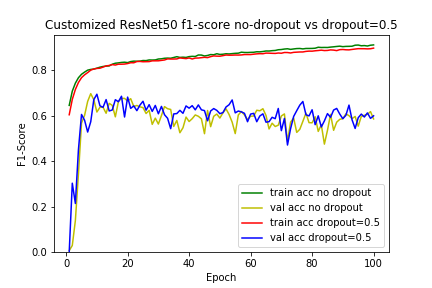 Customized ResNet50 f1-score no-dropout vs dropout=0.5
F1-Score
0.8
0.6
0.4
0.2
0.0
train acc no dropout
val acc no dropout
train acc dropout=0.5
val acc dropout=0.5
0
20
40
60
80
100
Epoch